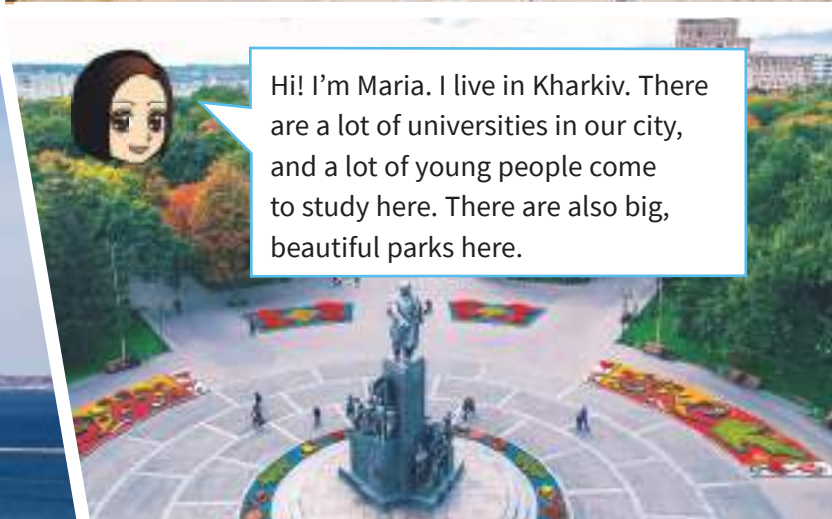 Hi! I’m Maria. I live in Kharkiv. There
are a lot of universities in our city,
and a lot of young people come
to study here. There are also big,
beautiful parks here.